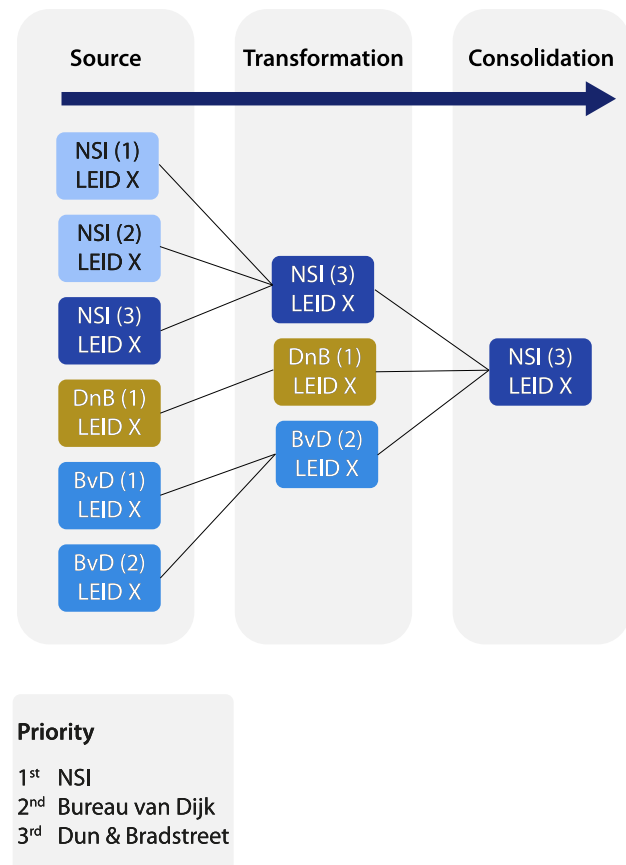 Source
Transformation
Consolidation
NSI (1)
LEID X
NSI (2)
LEID X
NSI (3)
LEID X
DnB (1)
LEID X
BvD (1)
LEID X
BvD (2)
LEID X
NSI (3)
LEID X
DnB (1)
LEID X
BvD (2)
LEID X
NSI (3)
LEID X
Priority
1st NSI
2nd Bureau van Dijk
3rd Dun & Bradstreet